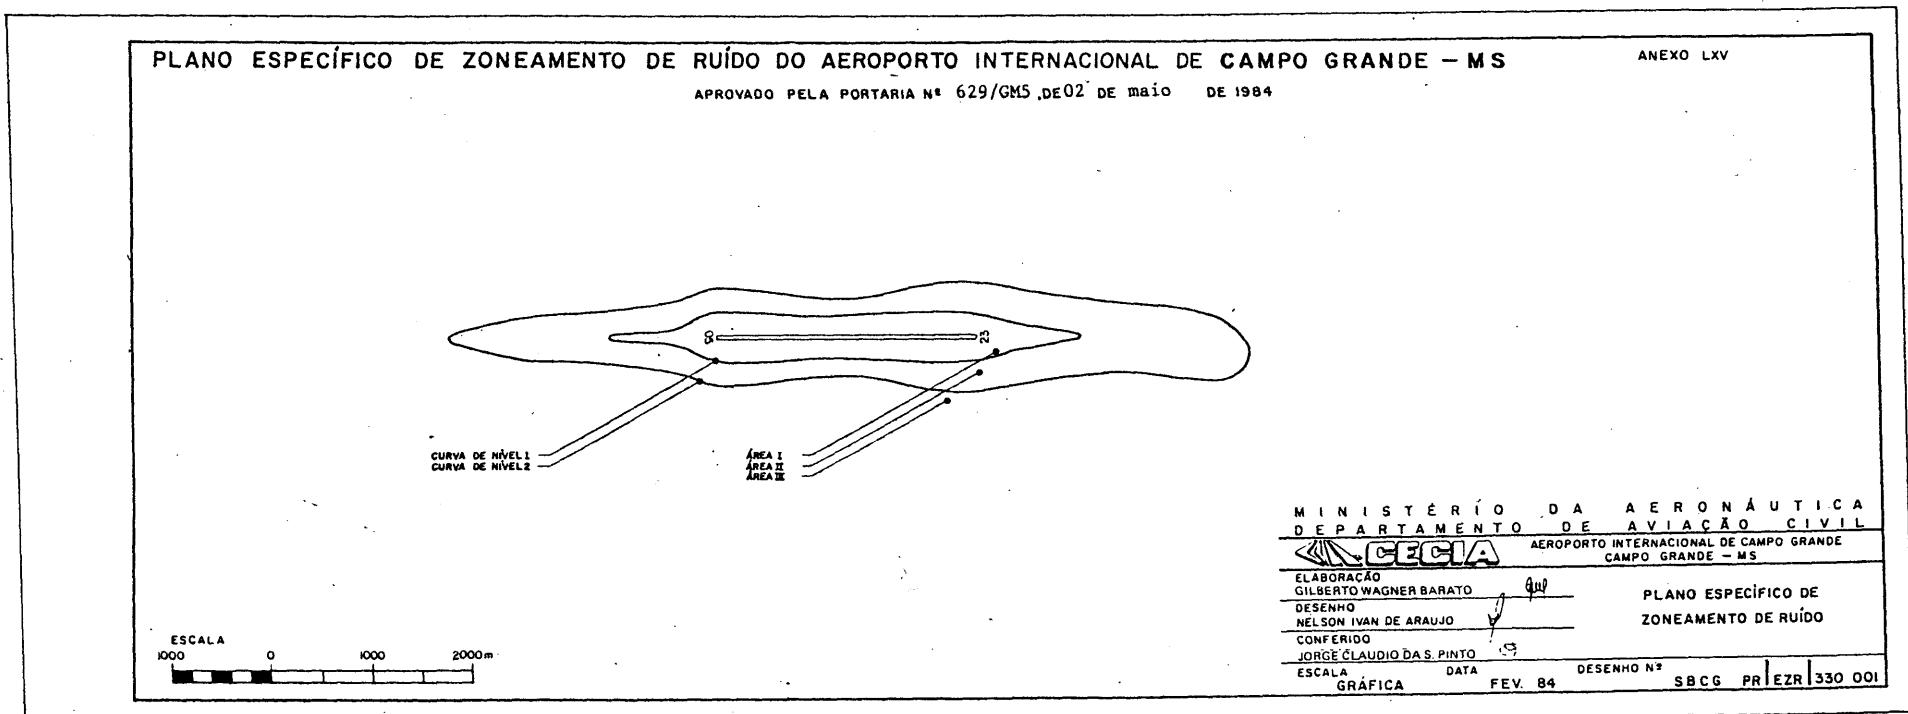 PLANO ESPECÍFICO DE ZONEAMENTO DE RUÍDO DO AEROPORTO INTERNACIONAL DE CAMPO GRANDE – MS
ANEXO LXV
APROVADO PELA PORTARIA Nº 629/GM5 ,DE 02 DE maio DE 1984
05
23
CURVA DE NÍVEL 1
CURVA DE NÍVEL 2
ÁREA I
ÁREA II
ÁREA III
MINISTÉRIO DA AERONÁUTICA
DEPARTAMENTO DE AVIAÇÃO CIVIL
CECIA
AEROPORTO INTERNACIONAL DE CAMPO GRANDE
CAMPO GRANDE – MS
ELABORAÇÃO
GILBERTO WAGNER BARATO
DESENHO
NELSON IVAN DE ARAUJO
CONFERIDO
JORGE CLAUDIO DA S. PINTO
PLANO ESPECÍFICO DE
ZONEAMENTO DE RUÍDO
ESCALA
GRÁFICA
DATA
FEV. 84
DESENHO Nº
SBCG PR EZR 330 001
ESCALA
1000 0 1000 2000m